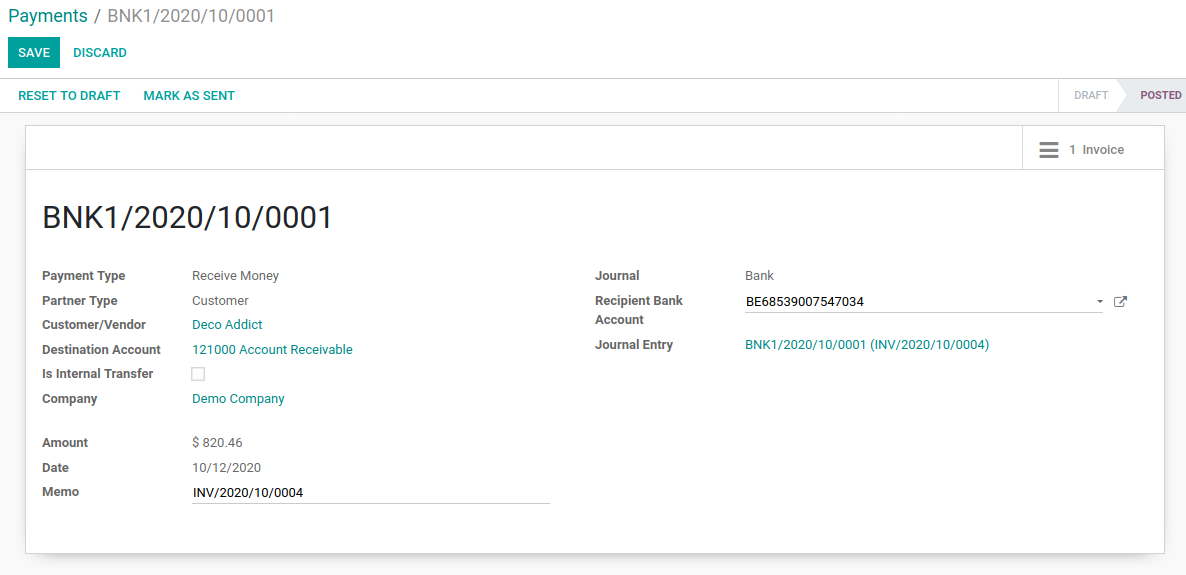 Payments / BNK1/2020/10/0001
SAVE DISCARD
RESET TO DRAFT MARK AS SENT DRAFT POSTED
1 Invoice
BNK1/2020/10/0001
Payment Type Receive Money
Partner Type Customer
Customer/Vendor Deco Addict
Destination Account 121000 Account Receivable
Is Internal Transfer
Company Demo Company
Amount $ 820.46
Date 10/12/2020
Memo INV/2020/10/0004
Journal Bank
Recipient Bank BE68539007547034
Account
Journal Entry BNK1/2020/10/0001 (INV/2020/10/0004)